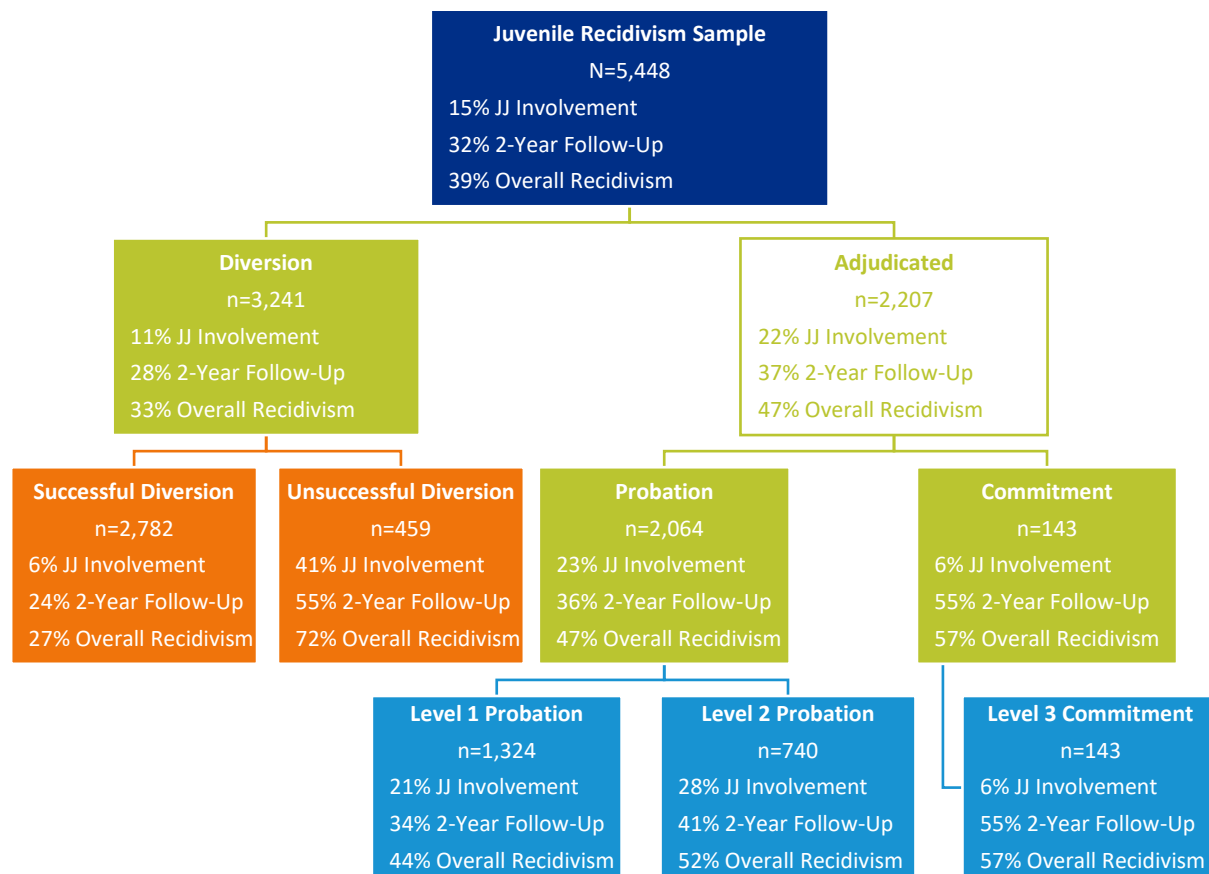 Juvenile Recidivism Sample
N=5,448
15% JJ Involvement
32% 2-Year Follow-Up
39% Overall Recidivism
Diversion
n=3,241
11% JJ Involvement
28% 2-Year Follow-Up
33% Overall Recidivism
Adjudicated
n=2,207
22% JJ Involvement
37% 2-Year Follow-Up
47% Overall Recidivism
Successful Diversion
n=2,782
6% JJ Involvement
24% 2-Year Follow-Up
27% Overall Recidivism
Unsuccessful Diversion
n=459
41% JJ Involvement
55% 2-Year Follow-Up
72% Overall Recidivism
Probation
n=2,064
23% JJ Involvement
36% 2-Year Follow-Up
47% Overall Recidivism
Commitment
n=143
6% JJ Involvement
55% 2-Year Follow-Up
57% Overall Recidivism
Level 1 Probation
n=1,324
21% JJ Involvement
34% 2-Year Follow-Up
44% Overall Recidivism
Level 2 Probation
n=740
28% JJ Involvement
41% 2-Year Follow-Up
52% Overall Recidivism
Level 3 Commitment
n=143
6% JJ Involvement
55% 2-Year Follow-Up
57% Overall Recidivism